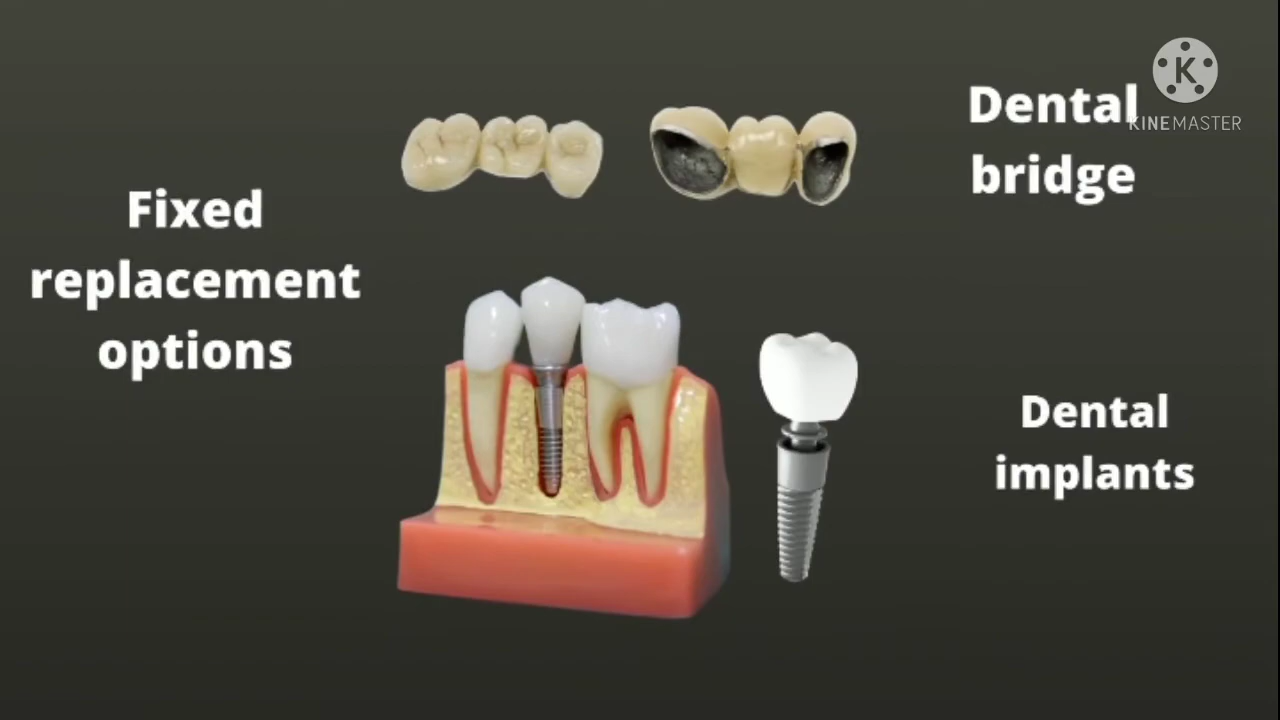 Fixed
replacement
options
Dental
bridge
K
KINEMASTER
Dental
implants